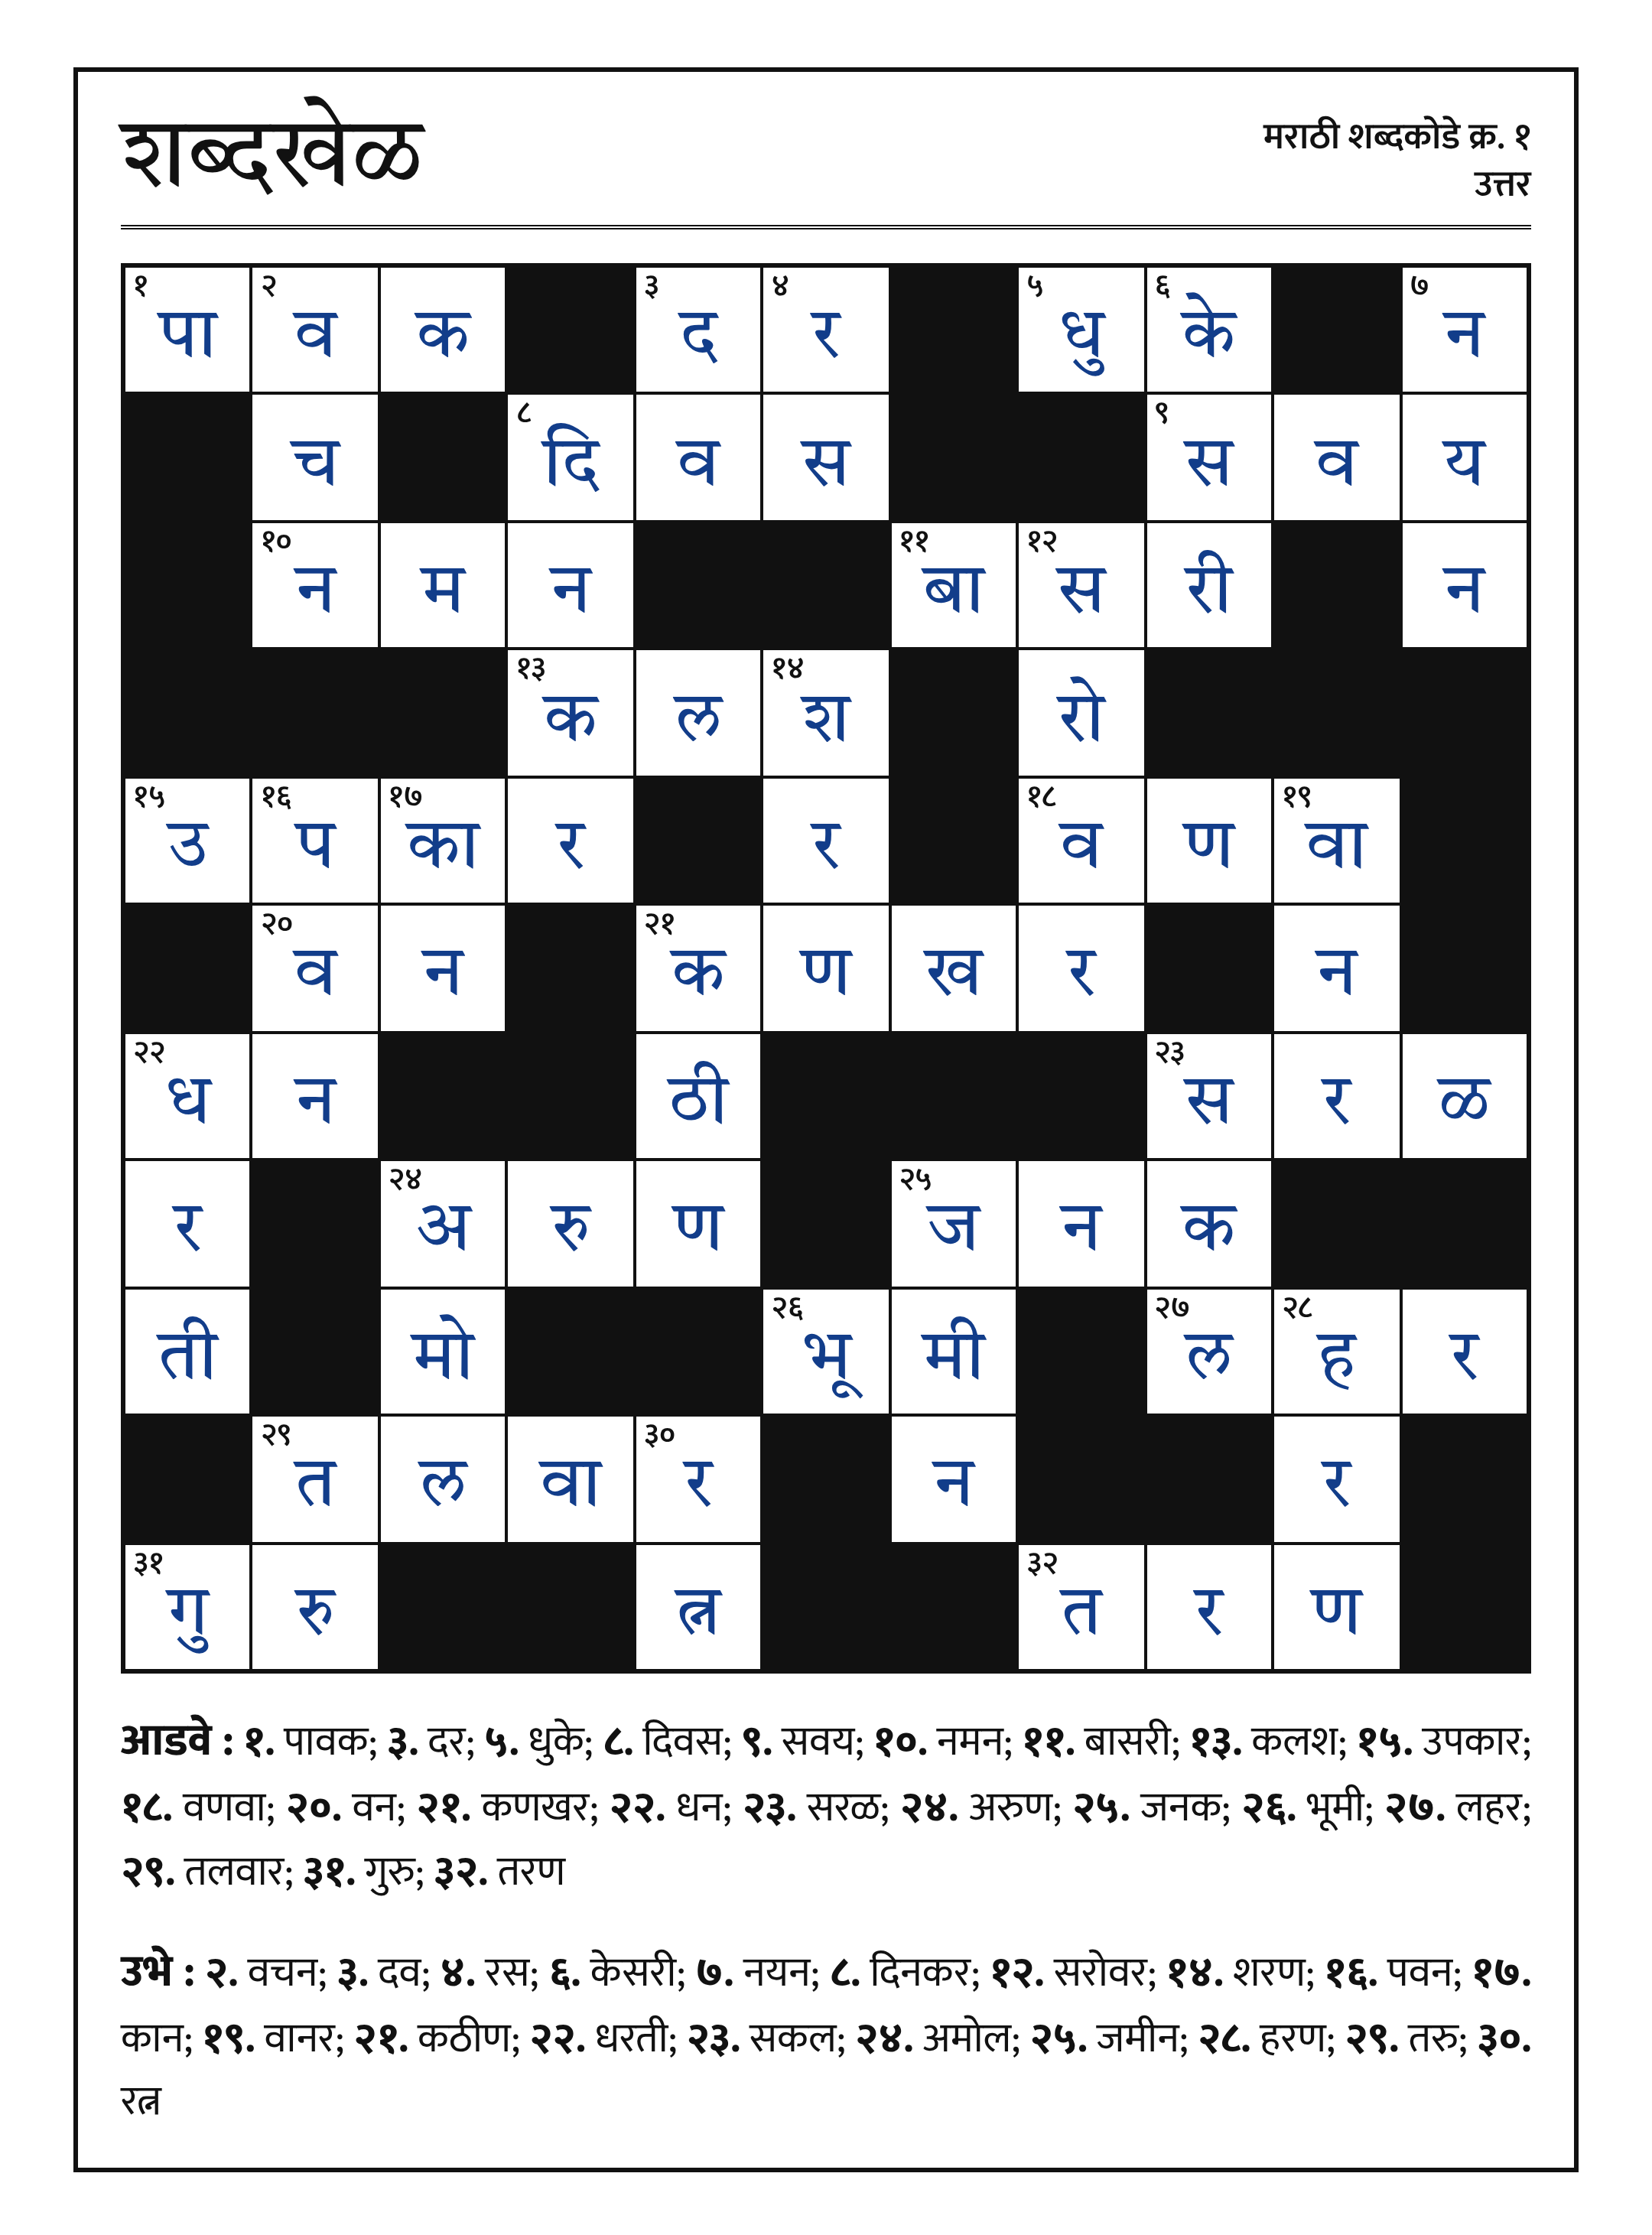 शब्दखेळ
मराठी शब्दकोडे क्र. १
उत्तर
१ पा २ व क ३ द ४ र ५ धु ६ के ७ न
च ८ दि व स ९ स व य
१० न म न ११ बा १२ स री न
१३ क ल १४ श रो
१५ उ १६ प १७ का र र १८ व ण १९ वा
२० व न २१ क ण ख र न
२२ ध न ठी २३ स र ळ
र २४ अ रु ण २५ ज न क
ती मो २६ भू मी २७ ल २८ ह र
२९ त ल वा ३० र न र
३१ गु रु त्न ३२ त र ण
आडवे : १. पावक; ३. दर; ५. धुके; ८. दिवस; ९. सवय; १०. नमन; ११. बासरी; १३. कलश; १५. उपकार;
१८. वणवा; २०. वन; २१. कणखर; २२. धन; २३. सरळ; २४. अरुण; २५. जनक; २६. भूमी; २७. लहर;
२९. तलवार; ३१. गुरु; ३२. तरण
उभे : २. वचन; ३. दव; ४. रस; ६. केसरी; ७. नयन; ८. दिनकर; १२. सरोवर; १४. शरण; १६. पवन; १७.
कान; १९. वानर; २१. कठीण; २२. धरती; २३. सकल; २४. अमोल; २५. जमीन; २८. हरण; २९. तरु; ३०.
रत्न